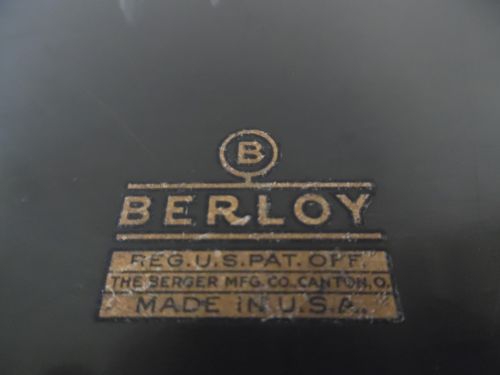 B
BERLOY
REG.U.S.PAT. OFF.
THE BERGER MFG.CO.CANTON,O.
MADE IN U.S.A.